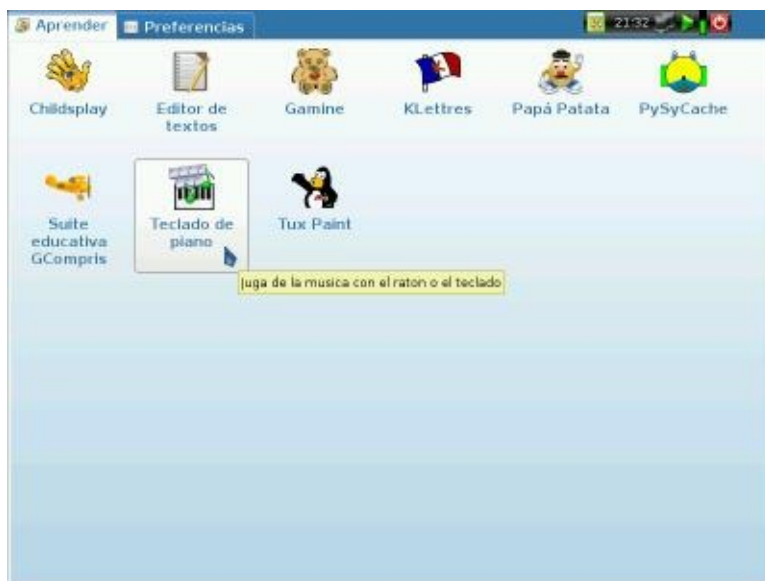 Aprender Preferencias 21:32
Childsplay Editor de textos Gamine KLettres Papá Patata PySyCache
Suite educativa GCompris Teclado de piano Tux Paint
Juga de la musica con el raton o el teclado